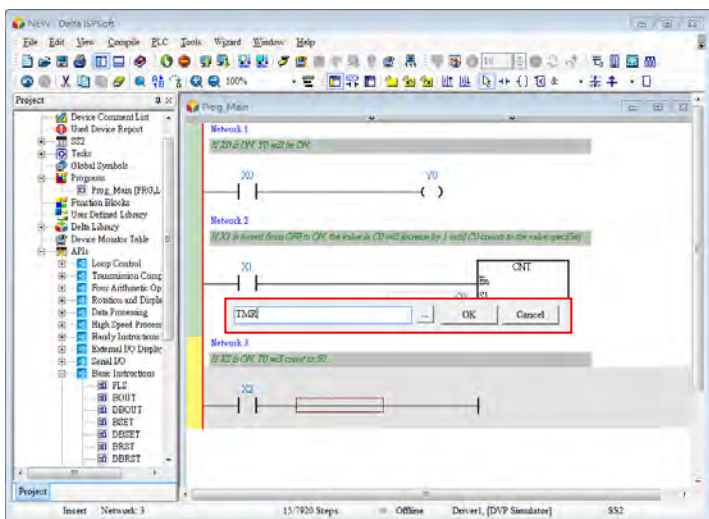 NEW - Delta ISPSoft
File Edit View Compile PLC Tools Wizard Window Help
100%
Project
Device Comment List
Used Device Report
SS2
Tasks
Global Symbols
Programs
Prog_Main [PRG,L
Function Blocks
User Defined Library
Delta Library
Device Monitor Table
APIs
Loop Control
Transmission Comp
Four Arithmetic Op
Rotation and Displa
Data Processing
High Speed Process
Handy Instructions
External I/O Display
Serial I/O
Basic Instructions
PLS
BOUT
DBOUT
BSET
DBSET
BRST
DBRST
Project
Prog_Main
Network 1
If X0 is ON, Y0 will be ON.
X0 Y0
Network 2
If X1 is forced from OFF to ON, the value in C0 will increase by 1 until C0 counts to the value specified
X1
CNT
En
S1
TMR
... OK Cancel
Network 3
If X2 is ON, T0 will count to 50.
X2
Insert Network: 3 15/7920 Steps Offline Driver1, [DVP Simulator] SS2